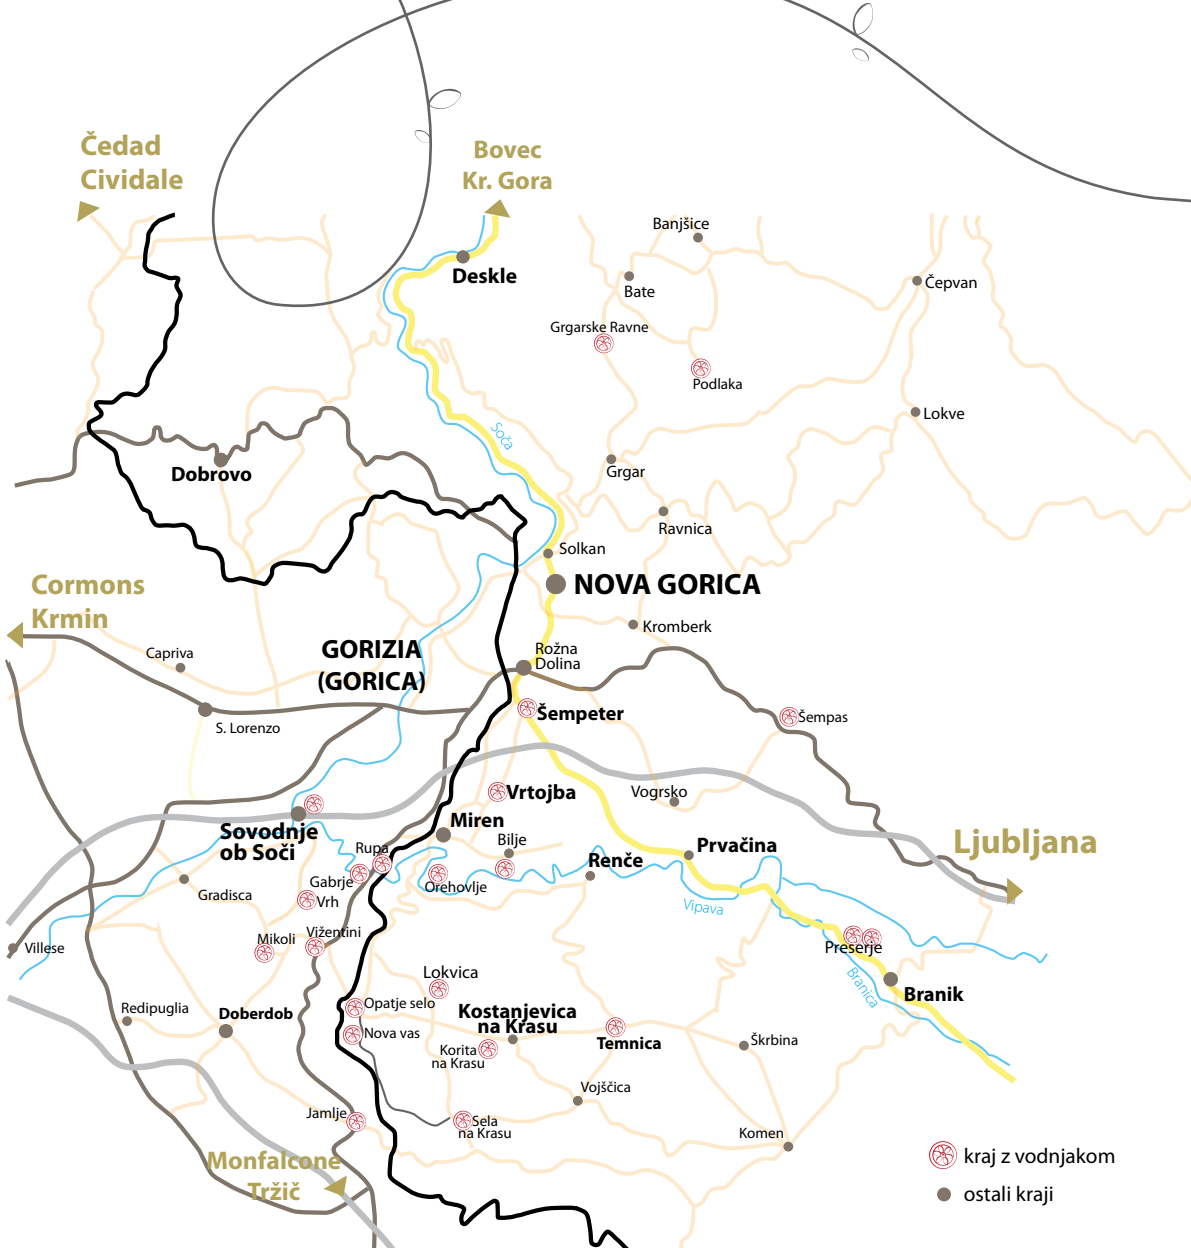 Čedad
Cividale
Bovec
Kr. Gora
Banjšice
Deskle
Bate
Čepvan
Grgarske Ravne
Podlaka
Lokve
Soča
Dobrovo
Grgar
Ravnica
Solkan
NOVA GORICA
Cormons
Krmin
Kromberk
Capriva
GORIZIA
(GORICA)
Rožna
Dolina
S. Lorenzo
Šempeter
Šempas
Vrtojba
Vogrsko
Sovodnje
ob Soči
Miren
Bilje
Rupa
Renče
Prvačina
Ljubljana
Gradisca
Gabrje
Vrh
Orehovlje
Vipava
Villese
Mikoli
Vižentini
Preserje
Lokvica
Branica
Branik
Redipuglia
Doberdob
Opatje selo
Kostanjevica
na Krasu
Nova vas
Korita
na Krasu
Temnica
Škrbina
Vojščica
Jamlje
Sela
na Krasu
Komen
Monfalcone
Tržič
kraj z vodnjakom
ostali kraji